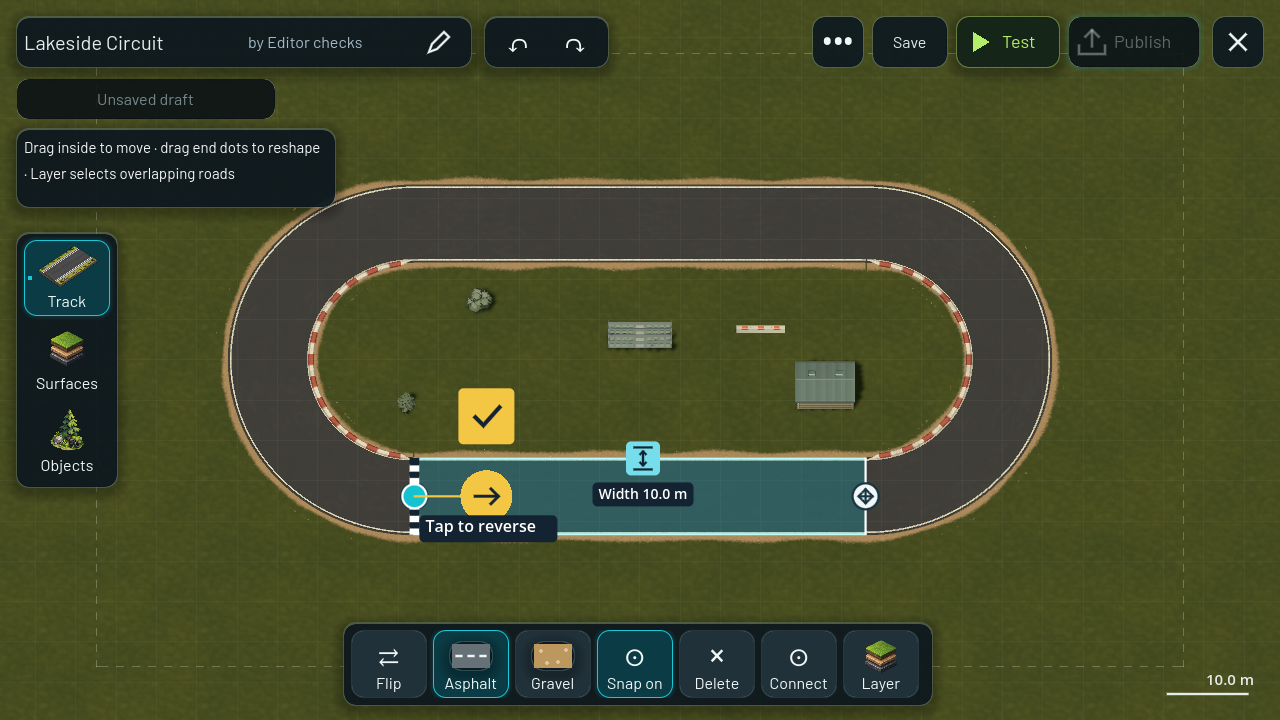 Lakeside Circuit
by Editor checks
Save
Test
Publish
Unsaved draft
Drag inside to move · drag end dots to reshape
· Layer selects overlapping roads
Track
Surfaces
Objects
Width 10.0 m
Tap to reverse
Flip
Asphalt
Gravel
Snap on
Delete
Connect
Layer
10.0 m